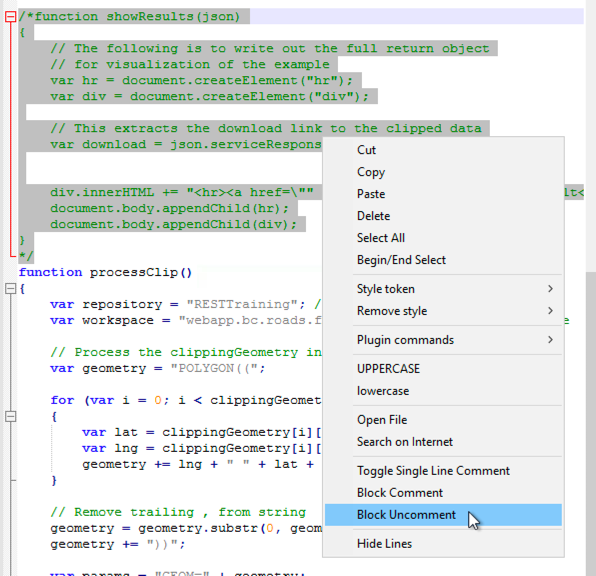 /*function showResults(json)
{
// The following is to write out the full return object
// for visualization of the example
var hr = document.createElement("hr");
var div = document.createElement("div");
// This extracts the download link to the clipped data
var download = json.serviceRespons
div.innerHTML += "<hr><a href=\"" lt<
document.body.appendChild(hr);
document.body.appendChild(div);
}
*/
function processClip()
{
var repository = "RESTTraining"; /
var workspace = "webapp.bc.roads.f e
// Process the clippingGeometry in
var geometry = "POLYGON((";
for (var i = 0; i < clippingGeomet
{
var lat = clippingGeometry[i][
var lng = clippingGeometry[i][
geometry += lng + " " + lat +
}
// Remove trailing , from string
geometry = geometry.substr(0, geom
geometry += "))";
var params = "GEOM=" + geometry;
Cut
Copy
Paste
Delete
Select All
Begin/End Select
Style token
Remove style
Plugin commands
UPPERCASE
lowercase
Open File
Search on Internet
Toggle Single Line Comment
Block Comment
Block Uncomment
Hide Lines